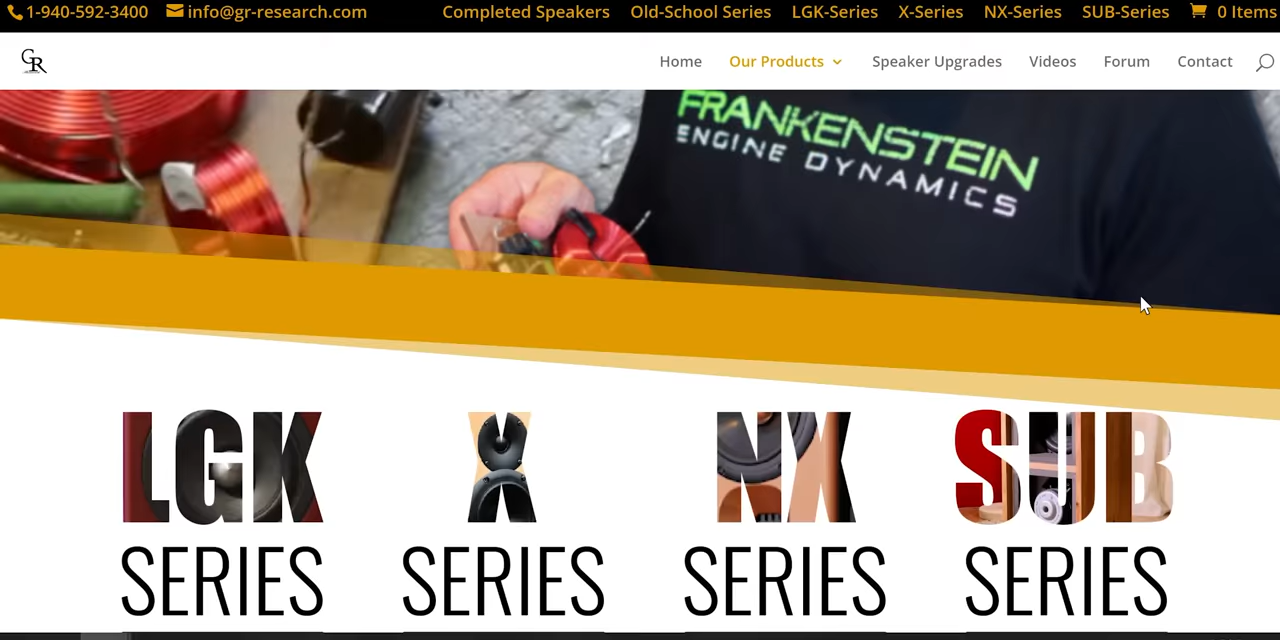 1-940-592-3400 info@gr-research.com Completed Speakers Old-School Series LGK-Series X-Series NX-Series SUB-Series 0 Items
GR Home Our Products Speaker Upgrades Videos Forum Contact
FRANKENSTEIN
ENGINE DYNAMICS
LGK X NX SUB
SERIES SERIES SERIES SERIES